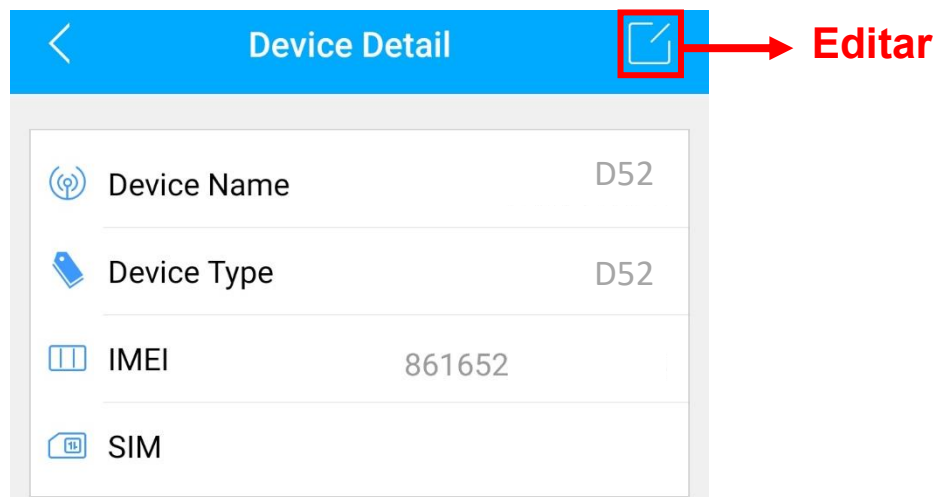 Device Detail
Editar
Device Name
D52
Device Type
D52
IMEI
861652
SIM